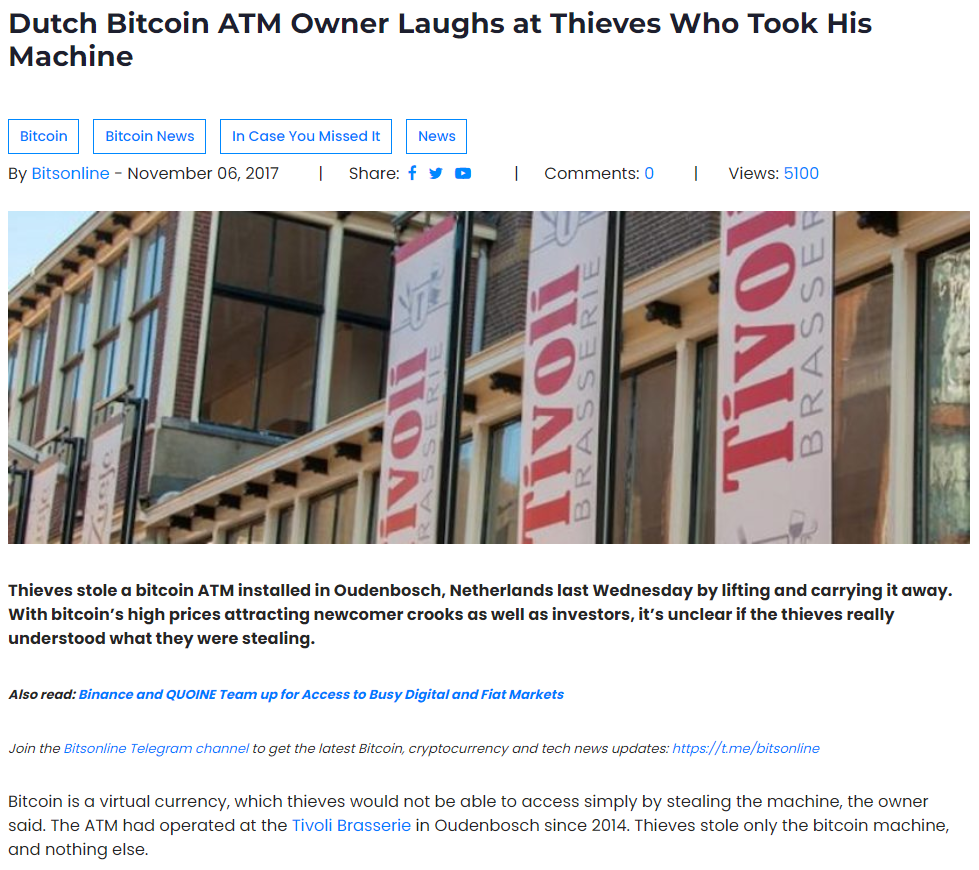 Dutch Bitcoin ATM Owner Laughs at Thieves Who Took His
Machine
Bitcoin
Bitcoin News
In Case You Missed It
News
By Bitsonline - November 06, 2017 | Share: | Comments: 0 | Views: 5100
Tivoli
BRASSERIE
Tivoli
BRASSERIE
Thieves stole a bitcoin ATM installed in Oudenbosch, Netherlands last Wednesday by lifting and carrying it away.
With bitcoin’s high prices attracting newcomer crooks as well as investors, it’s unclear if the thieves really
understood what they were stealing.
Also read: Binance and QUOINE Team up for Access to Busy Digital and Fiat Markets
Join the Bitsonline Telegram channel to get the latest Bitcoin, cryptocurrency and tech news updates: https://t.me/bitsonline
Bitcoin is a virtual currency, which thieves would not be able to access simply by stealing the machine, the owner
said. The ATM had operated at the Tivoli Brasserie in Oudenbosch since 2014. Thieves stole only the bitcoin machine,
and nothing else.